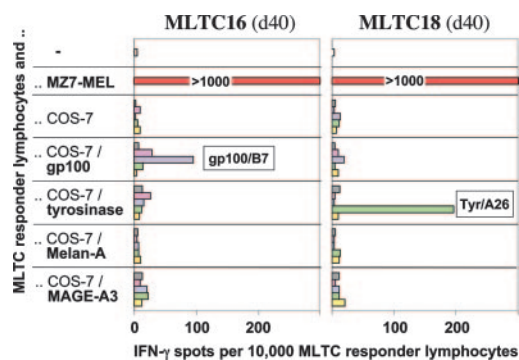 MLTC16 (d40) MLTC18 (d40)
MLTC responder lymphocytes and ..
-
.. MZ7-MEL >1000 >1000
.. COS-7
.. COS-7 /
gp100 gp100/B7
.. COS-7 /
tyrosinase Tyr/A26
.. COS-7 /
Melan-A
.. COS-7 /
MAGE-A3
0 100 200 0 100 200 300
IFN-γ spots per 10,000 MLTC responder lymphocytes